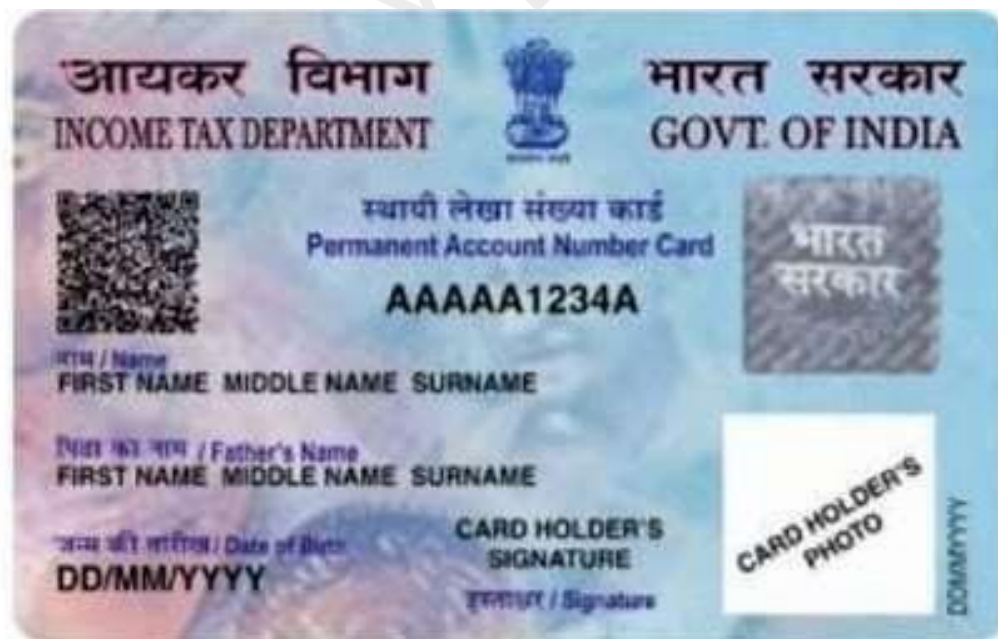 आयकर विभाग
INCOME TAX DEPARTMENT
भारत सरकार
GOVT. OF INDIA
स्थायी लेखा संख्या कार्ड
Permanent Account Number Card
AAAAA1234A
भारत
सरकार
नाम / Name
FIRST NAME MIDDLE NAME SURNAME
पिता का नाम / Father's Name
FIRST NAME MIDDLE NAME SURNAME
जन्म की तारीख / Date of Birth
DD/MM/YYYY
CARD HOLDER'S
SIGNATURE
हस्ताक्षर / Signature
CARD HOLDER'S
PHOTO
DDMMYYYY